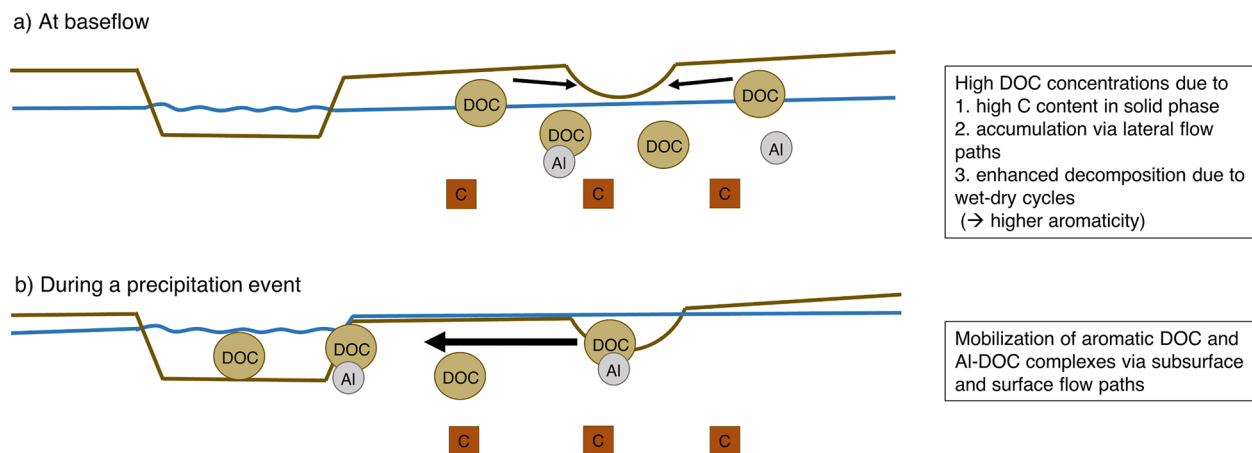 a) At baseflow
DOC
DOC
DOC
Al
DOC
Al
C
C
C
High DOC concentrations due to
1. high C content in solid phase
2. accumulation via lateral flow
paths
3. enhanced decomposition due to
wet-dry cycles
(→ higher aromaticity)
b) During a precipitation event
DOC
DOC
Al
DOC
DOC
Al
C
C
C
Mobilization of aromatic DOC and
Al-DOC complexes via subsurface
and surface flow paths